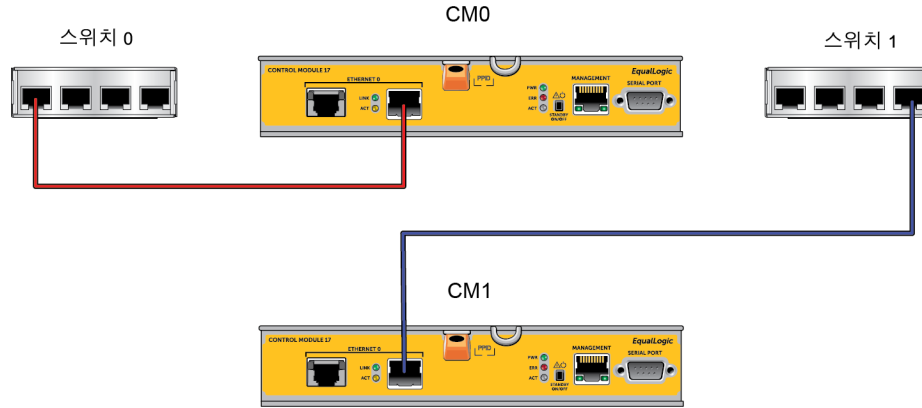 CM0
스위치 0
스위치 1
CONTROL MODULE 17
ETHERNET 0
LINK
ACT
PPID
PWR
ERR
ACT
STANDBY
ON/OFF
MANAGEMENT
EqualLogic
SERIAL PORT
CM1
CONTROL MODULE 17
ETHERNET 0
LINK
ACT
PPID
PWR
ERR
ACT
STANDBY
ON/OFF
MANAGEMENT
EqualLogic
SERIAL PORT